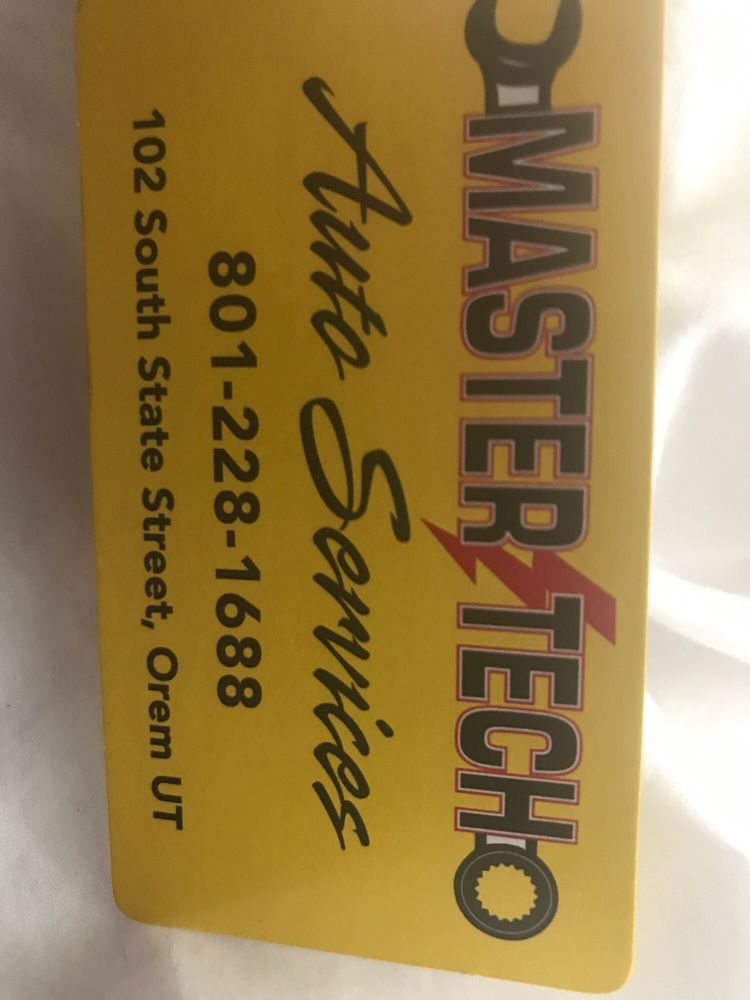 MASTER TECH
Auto Services
801-228-1688
102 South State Street, Orem UT